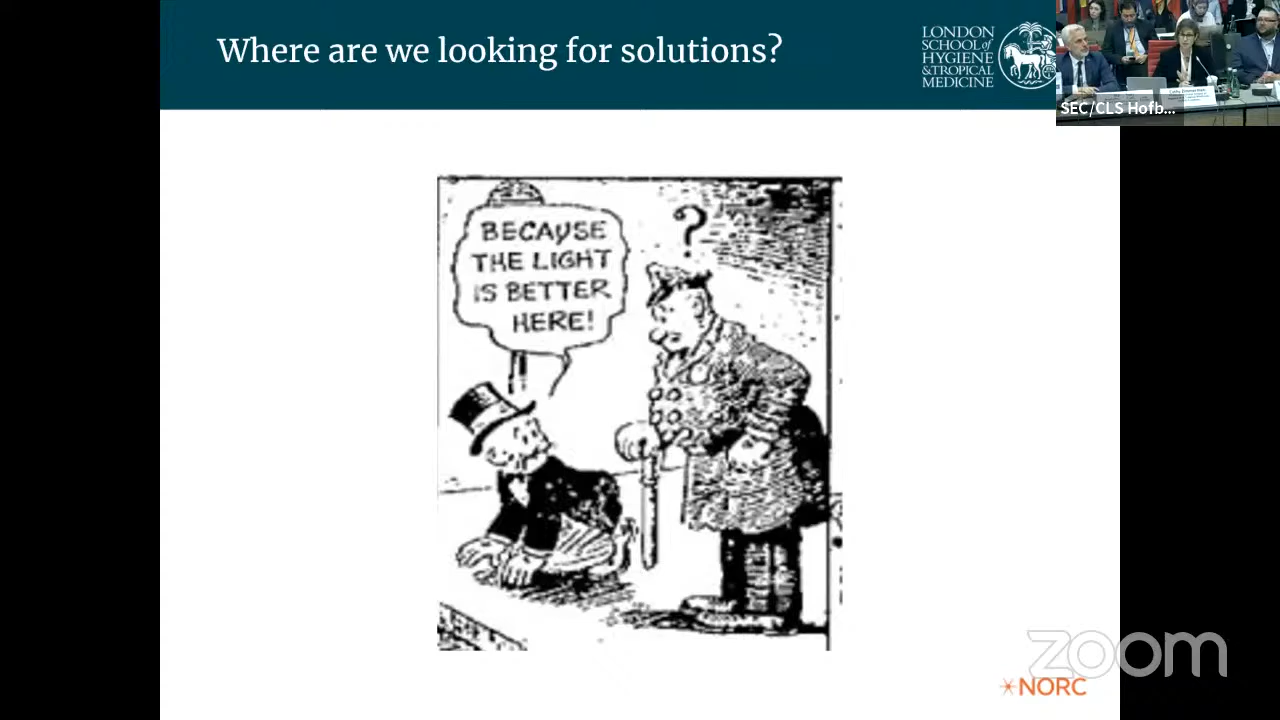 Where are we looking for solutions?
LONDON
SCHOOL of
HYGIENE
& TROPICAL
MEDICINE
SEC/CLS Hofb...
BECAUSE
THE LIGHT
IS BETTER
HERE!
?
zoom
NORC